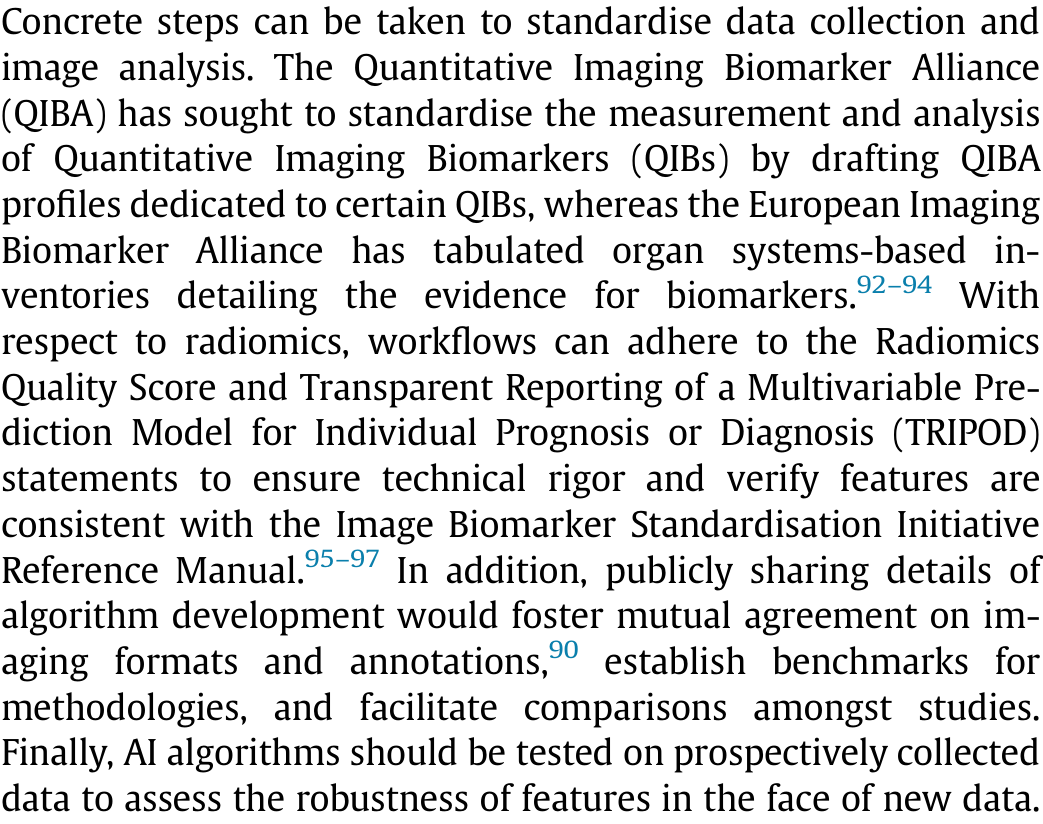 Concrete steps can be taken to standardise data collection and
image analysis. The Quantitative Imaging Biomarker Alliance
(QIBA) has sought to standardise the measurement and analysis
of Quantitative Imaging Biomarkers (QIBs) by drafting QIBA
profiles dedicated to certain QIBs, whereas the European Imaging
Biomarker Alliance has tabulated organ systems-based in-
ventories detailing the evidence for biomarkers.92–94 With
respect to radiomics, workflows can adhere to the Radiomics
Quality Score and Transparent Reporting of a Multivariable Pre-
diction Model for Individual Prognosis or Diagnosis (TRIPOD)
statements to ensure technical rigor and verify features are
consistent with the Image Biomarker Standardisation Initiative
Reference Manual.95–97 In addition, publicly sharing details of
algorithm development would foster mutual agreement on im-
aging formats and annotations,90 establish benchmarks for
methodologies, and facilitate comparisons amongst studies.
Finally, AI algorithms should be tested on prospectively collected
data to assess the robustness of features in the face of new data.